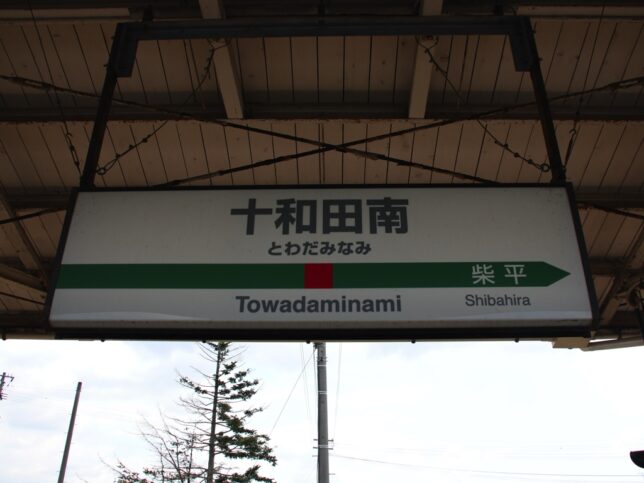 十和田南
とわだみなみ
柴平
Towadaminami
Shibahira